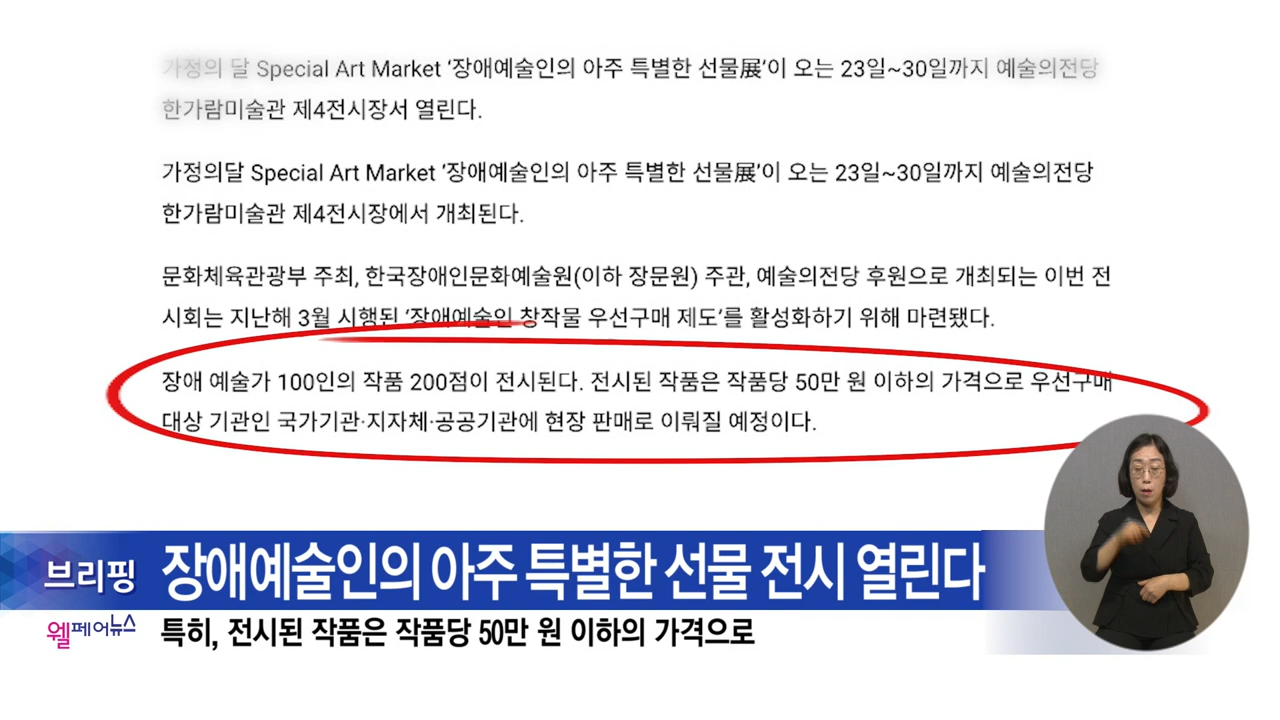 가정의 달 Special Art Market ‘장애예술인의 아주 특별한 선물展’이 오는 23일~30일까지 예술의전당
한가람미술관 제4전시장서 열린다.
가정의달 Special Art Market ‘장애예술인의 아주 특별한 선물展’이 오는 23일~30일까지 예술의전당
한가람미술관 제4전시장에서 개최된다.
문화체육관광부 주최, 한국장애인문화예술원(이하 장문원) 주관, 예술의전당 후원으로 개최되는 이번 전
시회는 지난해 3월 시행된 ‘장애예술인 창작물 우선구매 제도’를 활성화하기 위해 마련됐다.
장애 예술가 100인의 작품 200점이 전시된다. 전시된 작품은 작품당 50만 원 이하의 가격으로 우선구매
대상 기관인 국가기관·지자체·공공기관에 현장 판매로 이뤄질 예정이다.
브리핑 장애예술인의 아주 특별한 선물 전시 열린다
웰페어뉴스 특히, 전시된 작품은 작품당 50만 원 이하의 가격으로